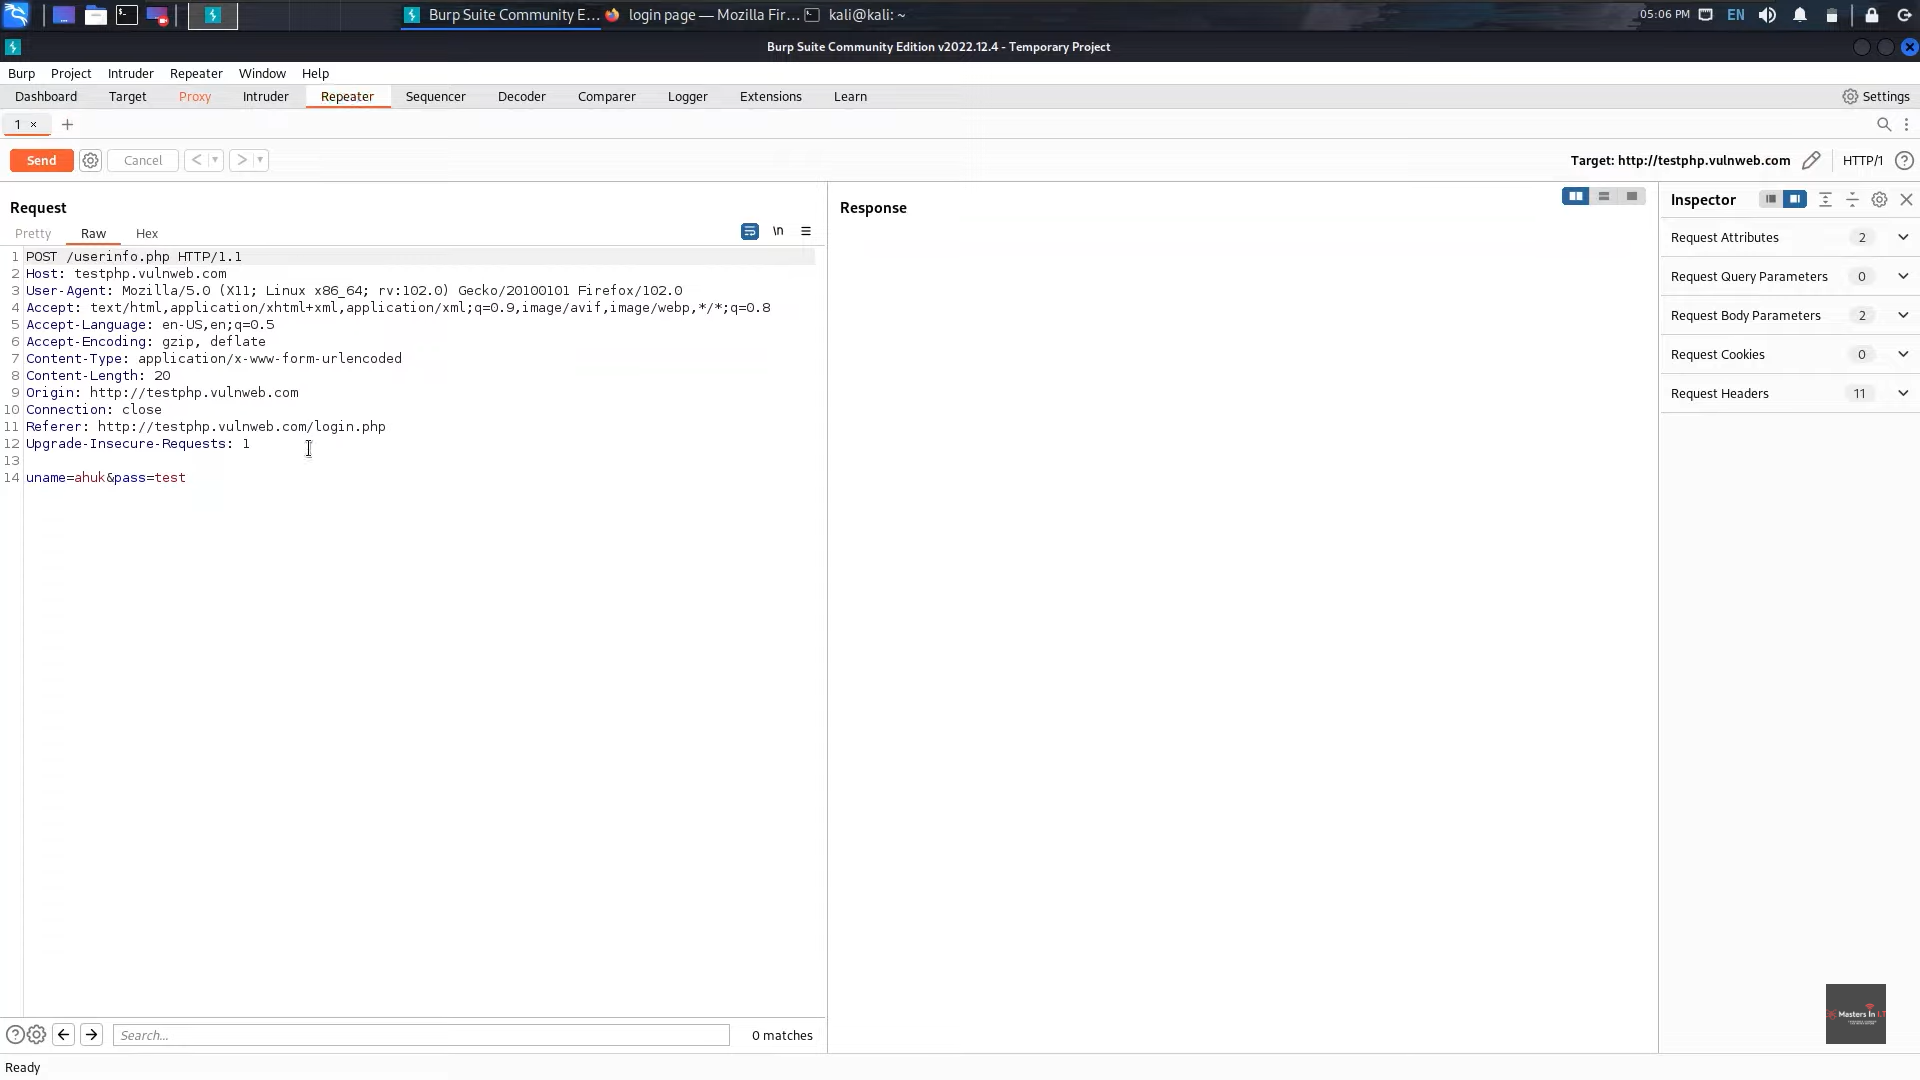 Burp Suite Community E... login page — Mozilla Fir... kali@kali: ~ 05:06 PM EN
Burp Suite Community Edition v2022.12.4 - Temporary Project
Burp Project Intruder Repeater Window Help
Dashboard Target Proxy Intruder Repeater Sequencer Decoder Comparer Logger Extensions Learn Settings
1 × +
Send Cancel < > Target: http://testphp.vulnweb.com HTTP/1
Request
Response
Inspector
Pretty Raw Hex \n
1 POST /userinfo.php HTTP/1.1
2 Host: testphp.vulnweb.com
3 User-Agent: Mozilla/5.0 (X11; Linux x86_64; rv:102.0) Gecko/20100101 Firefox/102.0
4 Accept: text/html,application/xhtml+xml,application/xml;q=0.9,image/avif,image/webp,*/*;q=0.8
5 Accept-Language: en-US,en;q=0.5
6 Accept-Encoding: gzip, deflate
7 Content-Type: application/x-www-form-urlencoded
8 Content-Length: 20
9 Origin: http://testphp.vulnweb.com
10 Connection: close
11 Referer: http://testphp.vulnweb.com/login.php
12 Upgrade-Insecure-Requests: 1
13
14 uname=ahuk&pass=test
Request Attributes 2
Request Query Parameters 0
Request Body Parameters 2
Request Cookies 0
Request Headers 11
Masters In I.T
Search... 0 matches
Ready